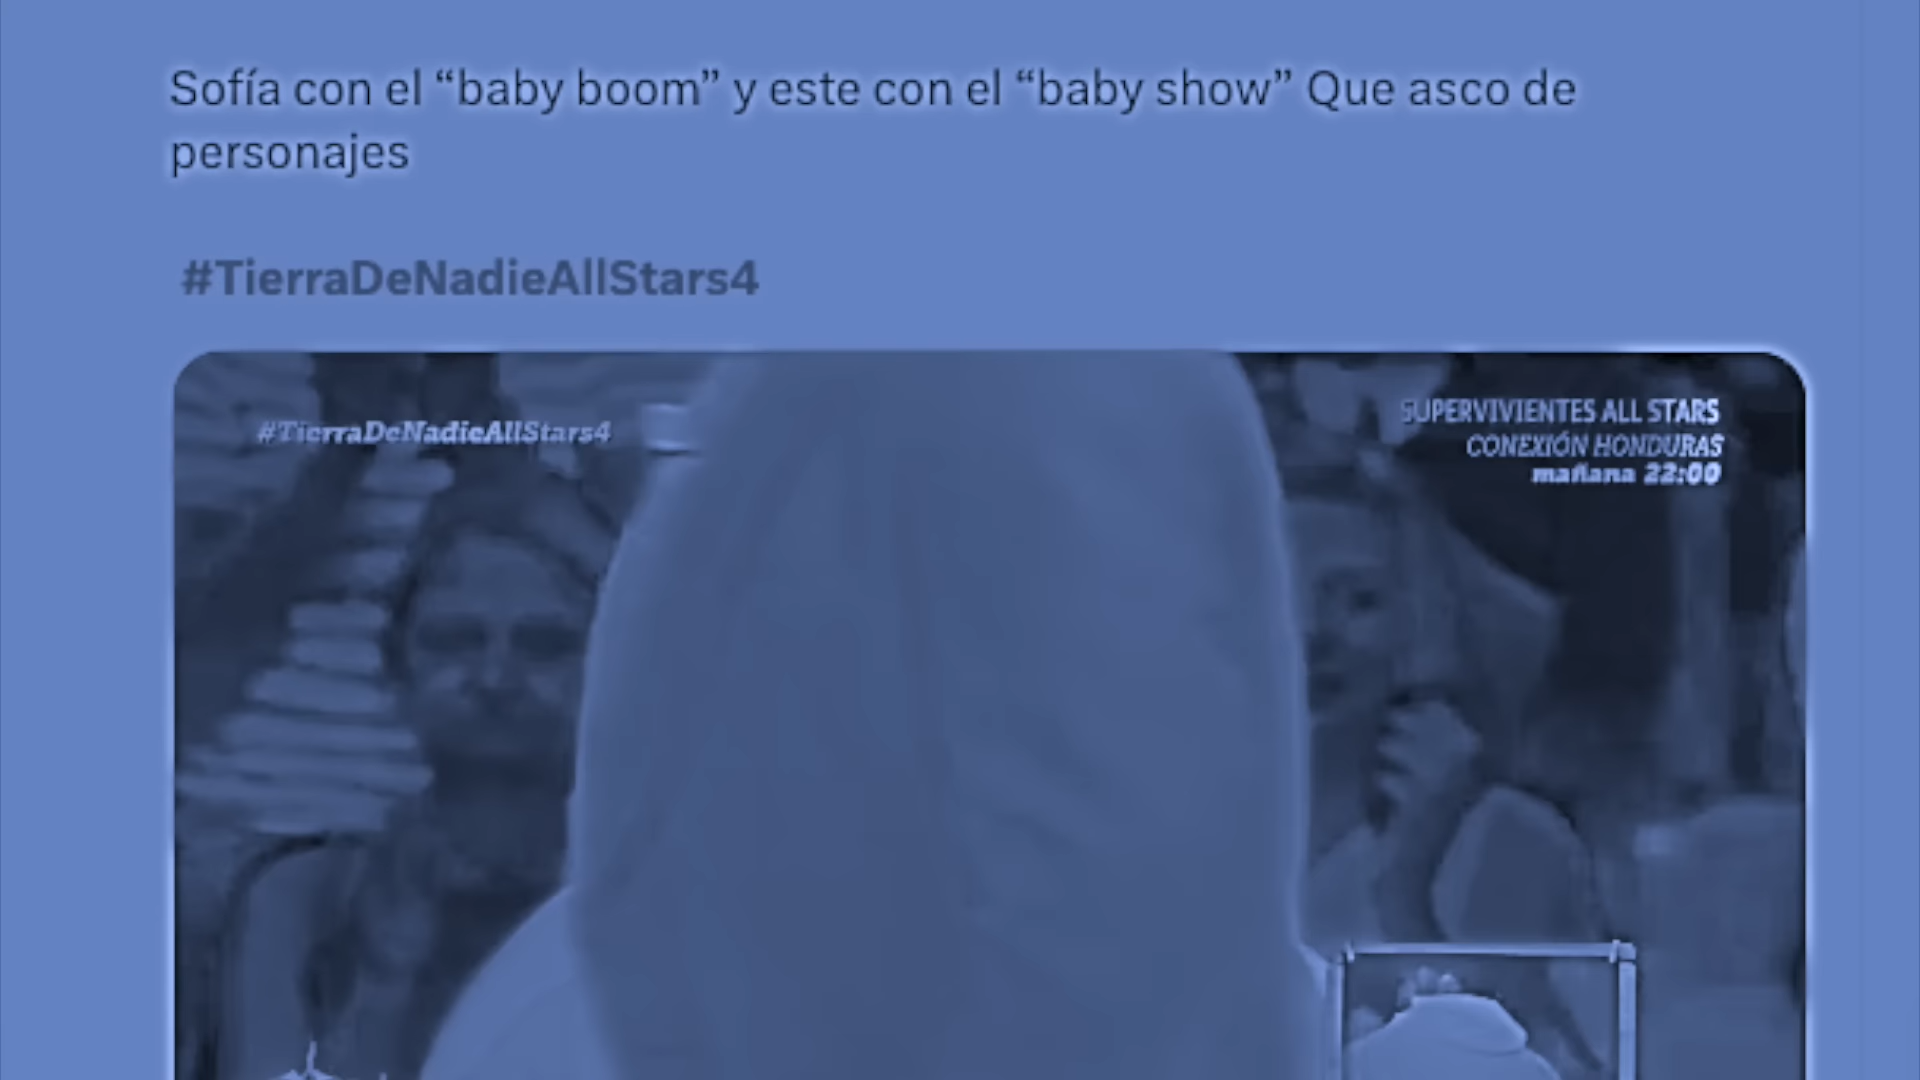 Sofía con el “baby boom” y este con el “baby show” Que asco de
personajes
#TierraDeNadieAllStars4
#TierraDeNadieAllStars4
SUPERVIVIENTES ALL STARS
CONEXIÓN HONDURAS
mañana 22:00